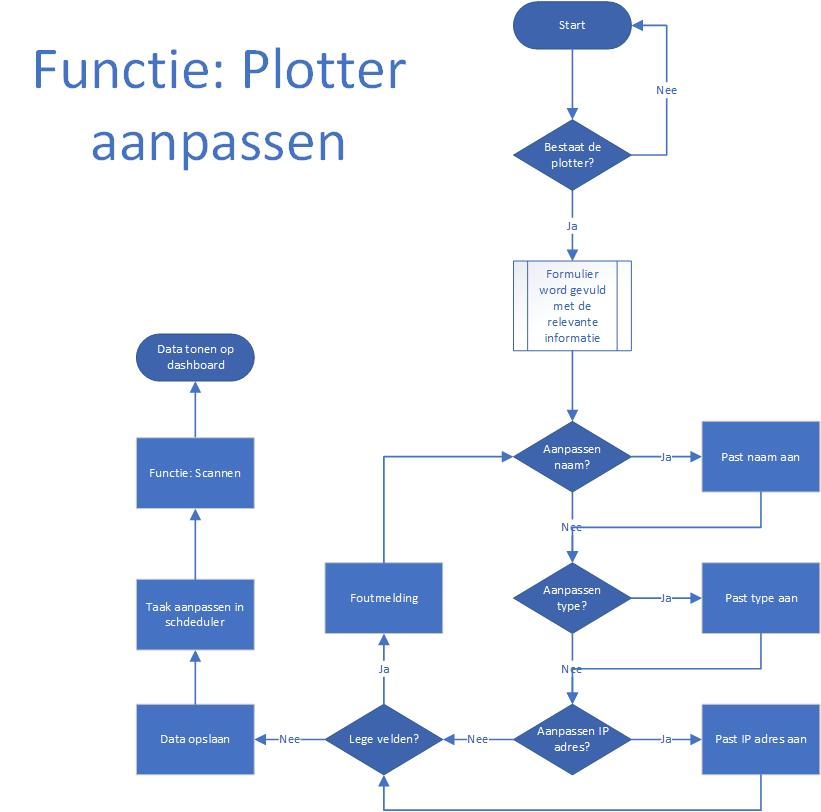 Functie: Plotter
aanpassen
Start
Nee
Bestaat de
plotter?
Ja
Formulier
word gevuld
met de
relevante
informatie
Data tonen op
dashboard
Functie: Scannen
Aanpassen
naam?
Ja
Past naam aan
Nee
Taak aanpassen in
schdeduler
Foutmelding
Aanpassen
type?
Ja
Past type aan
Ja
Nee
Data opslaan
Nee
Lege velden?
Nee
Aanpassen IP
adres?
Ja
Past IP adres aan